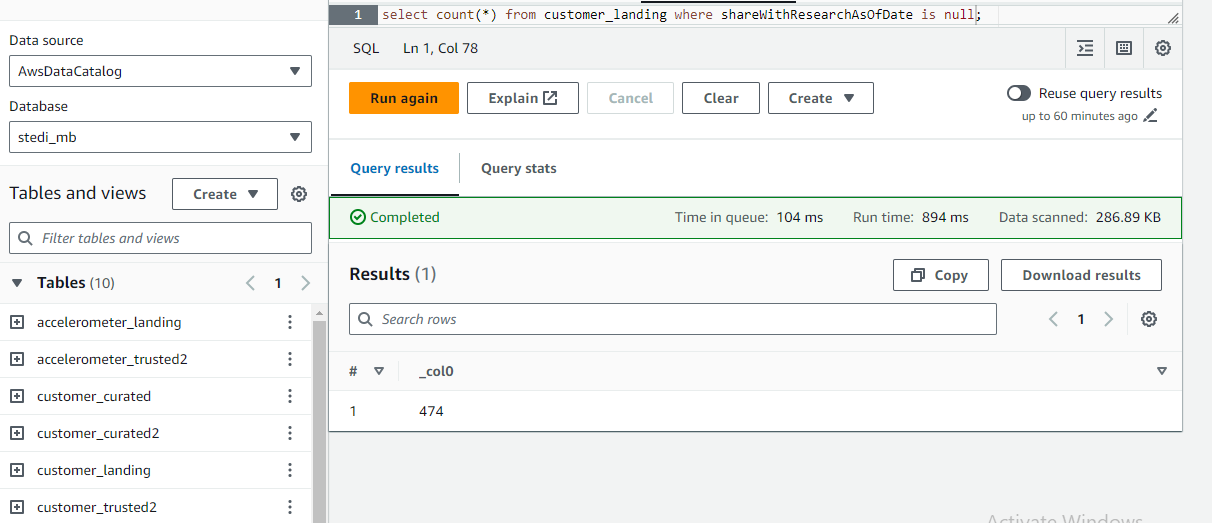 Data source
AwsDataCatalog
Database
stedi_mb
Tables and views
Create
Filter tables and views
Tables (10)
1
accelerometer_landing
accelerometer_trusted2
customer_curated
customer_curated2
customer_landing
customer_trusted2
1 select count(*) from customer_landing where shareWithResearchAsOfDate is null;
SQL Ln 1, Col 78
Run again Explain Cancel Clear Create
Reuse query results
up to 60 minutes ago
Query results Query stats
Completed Time in queue: 104 ms Run time: 894 ms Data scanned: 286.89 KB
Results (1) Copy Download results
Search rows 1
# _col0
1 474
Activate Windows